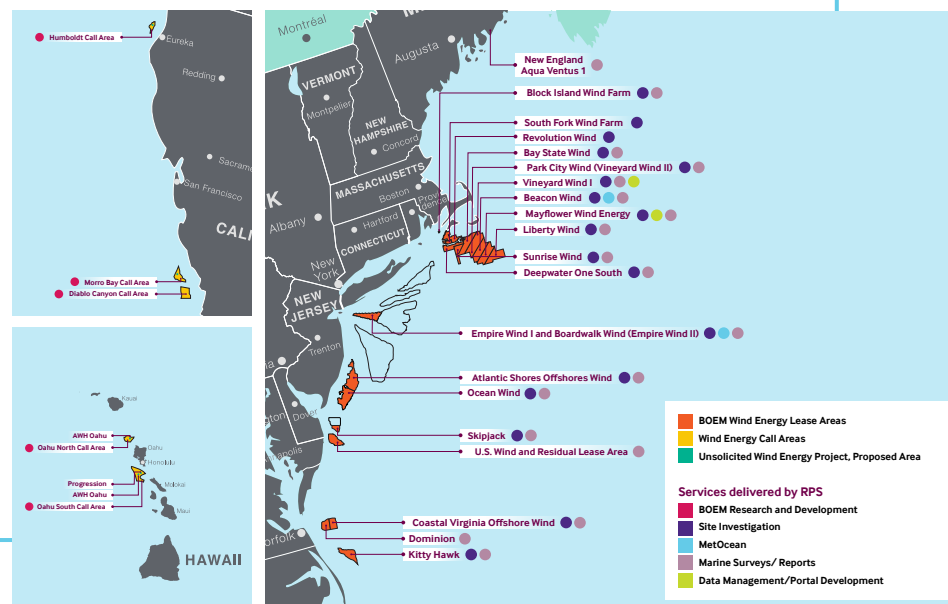 Humboldt Call Area
Eureka
Redding
San Francisco
Morro Bay Call Area
Diablo Canyon Call Area
Kauai
AWH Oahu
Oahu North Call Area
Oahu
Honolulu
Progression
AWH Oahu
Oahu South Call Area
Molokai
Maui
HAWAII
Montréal
Augusta
VERMONT
Montpelier
NEW
HAMPSHIRE
Concord
MASSACHUSETTS
Boston
Albany
Hartford
CONNECTICUT
New
York
NEW
JERSEY
Trenton
Dover
New England
Aqua Ventus 1
Block Island Wind Farm
South Fork Wind Farm
Revolution Wind
Bay State Wind
Park City Wind (Vineyard Wind II)
Vineyard Wind I
Beacon Wind
Mayflower Wind Energy
Liberty Wind
Sunrise Wind
Deepwater One South
Empire Wind I and Boardwalk Wind (Empire Wind II)
Atlantic Shores Offshores Wind
Ocean Wind
Skipjack
U.S. Wind and Residual Lease Area
Coastal Virginia Offshore Wind
Dominion
Kitty Hawk
BOEM Wind Energy Lease Areas
Wind Energy Call Areas
Unsolicited Wind Energy Project, Proposed Area
Services delivered by RPS
BOEM Research and Development
Site Investigation
MetOcean
Marine Surveys/ Reports
Data Management/Portal Development